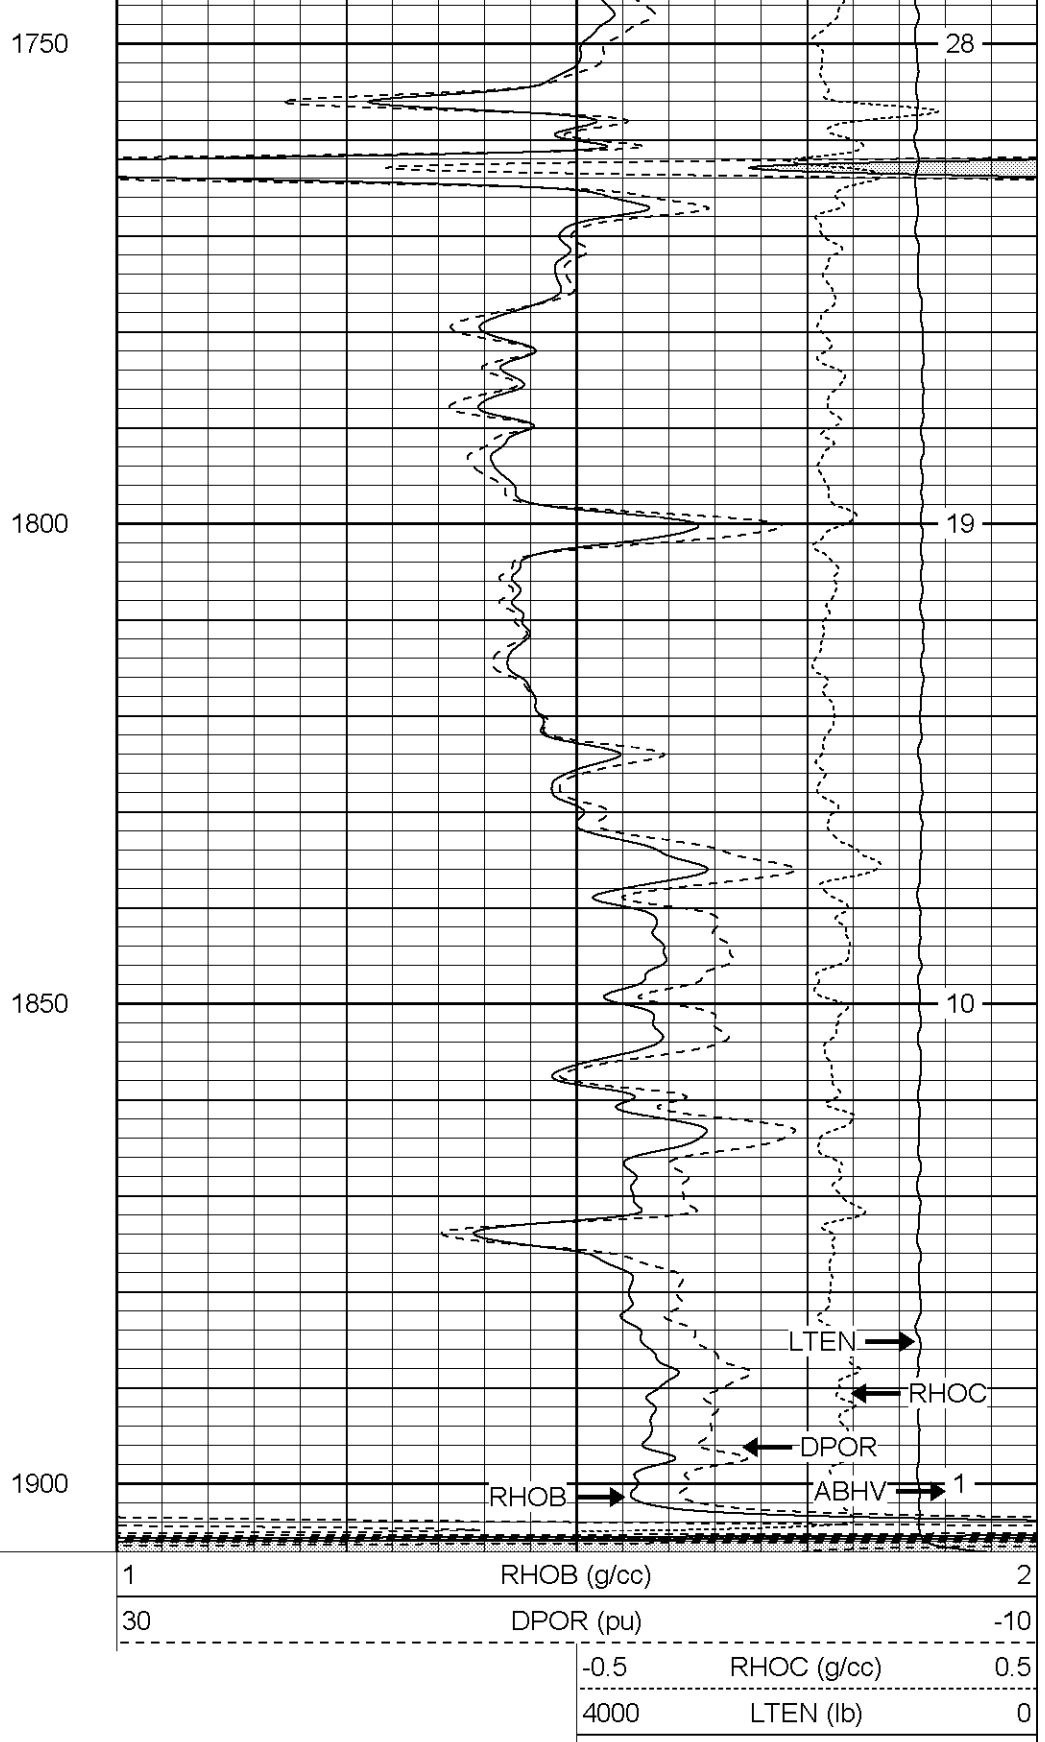 1750 28
1800 19
1850 10
LTEN
RHOC
DPOR
1900 RHOB ABHV 1
1 RHOB (g/cc) 2
30 DPOR (pu) -10
-0.5 RHOC (g/cc) 0.5
4000 LTEN (lb) 0